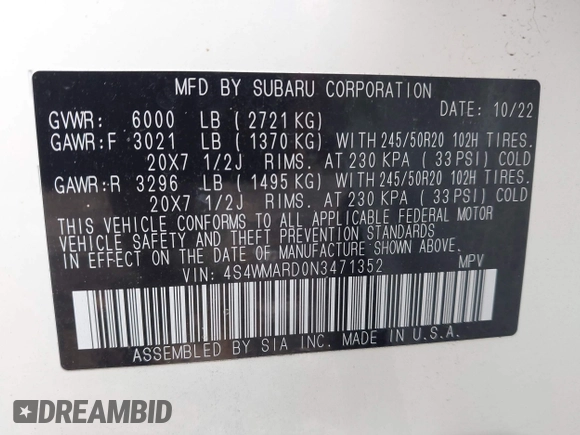 MFD BY SUBARU CORPORATION
DATE: 10/22
GVWR: 6000 LB ( 2721 KG)
GAWR:F 3021 LB ( 1370 KG) WITH 245/50R20 102H TIRES.
20X7 1/2J RIMS. AT 230 KPA ( 33 PSI) COLD
GAWR:R 3296 LB ( 1495 KG) WITH 245/50R20 102H TIRES.
20X7 1/2J RIMS. AT 230 KPA ( 33 PSI) COLD
THIS VEHICLE CONFORMS TO ALL APPLICABLE FEDERAL MOTOR
VEHICLE SAFETY AND THEFT PREVENTION STANDARDS IN
EFFECT ON THE DATE OF MANUFACTURE SHOWN ABOVE.
VIN: 4S4WMARD0N3471352 MPV
ASSEMBLED BY SIA INC. MADE IN U.S.A.
DREAMBID